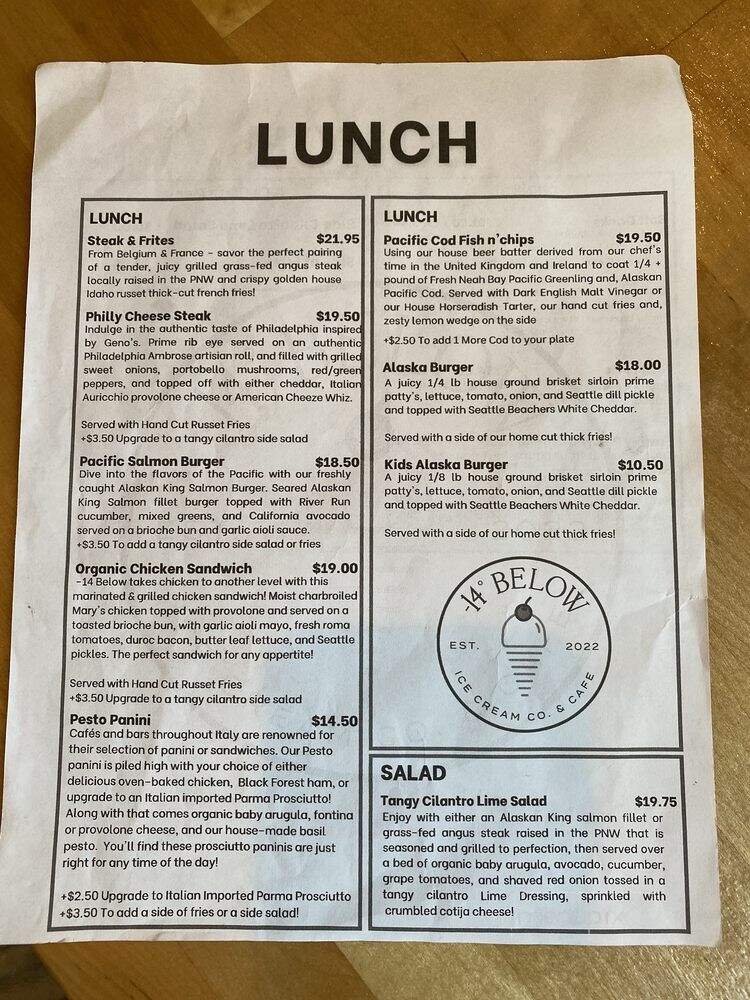 LUNCH
LUNCH
Steak & Frites $21.95
From Belgium & France - savor the perfect pairing
of a tender, juicy grilled grass-fed angus steak
locally raised in the PNW and crispy golden house
Idaho russet thick-cut french fries!
Philly Cheese Steak $19.50
Indulge in the authentic taste of Philadelphia inspired
by Geno's. Prime rib eye served on an authentic
Philadelphia Ambrose artisian roll, and filled with grilled
sweet onions, portobello mushrooms, red/green
peppers, and topped off with either cheddar, Italian
Auricchio provolone cheese or American Cheeze Whiz.
Served with Hand Cut Russet Fries
+$3.50 Upgrade to a tangy cilantro side salad
Pacific Salmon Burger $18.50
Dive into the flavors of the Pacific with our freshly
caught Alaskan King Salmon Burger. Seared Alaskan
King Salmon fillet burger topped with River Run
cucumber, mixed greens, and California avocado
served on a brioche bun and garlic aioli sauce.
+$3.50 To add a tangy cilantro side salad or fries
Organic Chicken Sandwich $19.00
-14 Below takes chicken to another level with this
marinated & grilled chicken sandwich! Moist charbroiled
Mary's chicken topped with provolone and served on a
toasted brioche bun, with garlic aioli mayo, fresh roma
tomatoes, duroc bacon, butter leaf lettuce, and Seattle
pickles. The perfect sandwich for any appertite!
Served with Hand Cut Russet Fries
+$3.50 Upgrade to a tangy cilantro side salad
Pesto Panini $14.50
Cafés and bars throughout Italy are renowned for
their selection of panini or sandwiches. Our Pesto
panini is piled high with your choice of either
delicious oven-baked chicken, Black Forest ham, or
upgrade to an Italian imported Parma Prosciutto!
Along with that comes organic baby arugula, fontina
or provolone cheese, and our house-made basil
pesto. You'll find these prosciutto paninis are just
right for any time of the day!
+$2.50 Upgrade to Italian Imported Parma Prosciutto
+$3.50 To add a side of fries or a side salad!
LUNCH
Pacific Cod Fish n'chips $19.50
Using our house beer batter derived from our chef's
time in the United Kingdom and Ireland to coat 1/4 +
pound of Fresh Neah Bay Pacific Greenling and, Alaskan
Pacific Cod. Served with Dark English Malt Vinegar or
our House Horseradish Tarter, our hand cut fries and,
zesty lemon wedge on the side
+$2.50 To add 1 More Cod to your plate
Alaska Burger $18.00
A juicy 1/4 lb house ground brisket sirloin prime
patty's, lettuce, tomato, onion, and Seattle dill pickle
and topped with Seattle Beachers White Cheddar.
Served with a side of our home cut thick fries!
Kids Alaska Burger $10.50
A juicy 1/8 lb house ground brisket sirloin prime
patty's, lettuce, tomato, onion, and Seattle dill pickle
and topped with Seattle Beachers White Cheddar.
Served with a side of our home cut thick fries!
-14° BELOW
EST. 2022
ICE CREAM CO. & CAFE
SALAD
Tangy Cilantro Lime Salad $19.75
Enjoy with either an Alaskan King salmon fillet or
grass-fed angus steak raised in the PNW that is
seasoned and grilled to perfection, then served over
a bed of organic baby arugula, avocado, cucumber,
grape tomatoes, and shaved red onion tossed in a
tangy cilantro Lime Dressing, sprinkled with
crumbled cotija cheese!